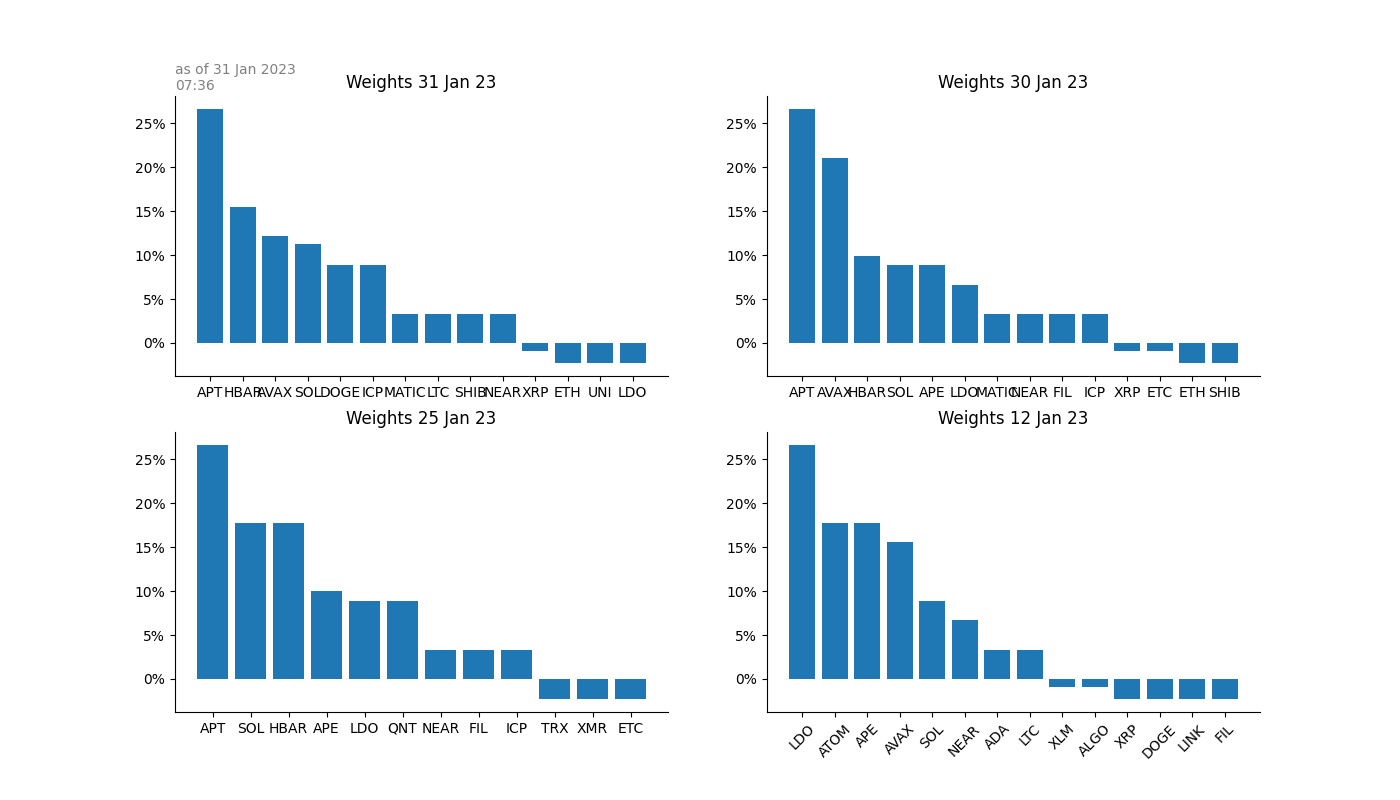 as of 31 Jan 2023
07:36
Weights 31 Jan 23
25%
20%
15%
10%
5%
0%
APT HBAR AVAX SOL DOGE ICP MATIC LTC SHIB NEAR XRP ETH UNI LDO
Weights 30 Jan 23
25%
20%
15%
10%
5%
0%
APT AVAX HBAR SOL APE LDO MATIC NEAR FIL ICP XRP ETC ETH SHIB
Weights 25 Jan 23
25%
20%
15%
10%
5%
0%
APT SOL HBAR APE LDO QNT NEAR FIL ICP TRX XMR ETC
Weights 12 Jan 23
25%
20%
15%
10%
5%
0%
LDO ATOM APE AVAX SOL NEAR ADA LTC XLM ALGO XRP DOGE LINK FIL